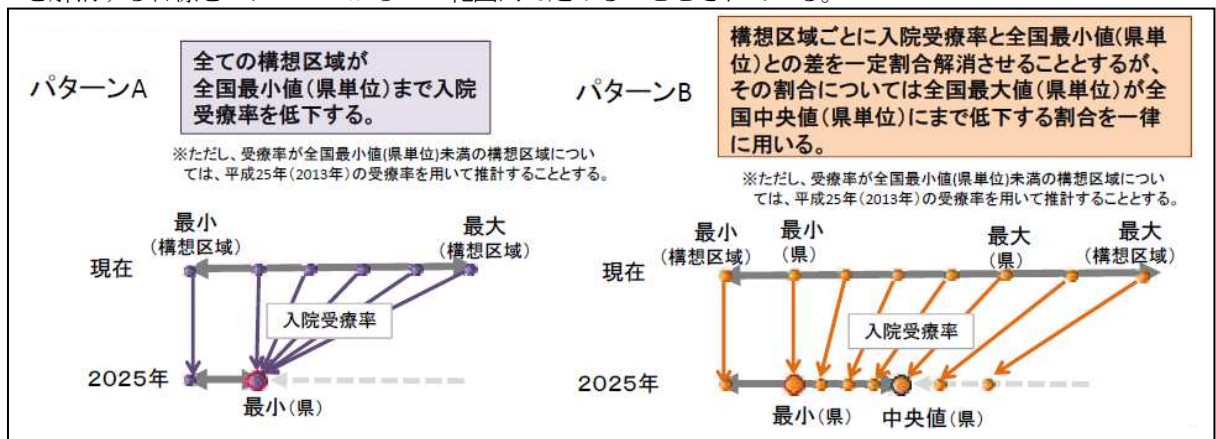 パターンA
全ての構想区域が
全国最小値(県単位)まで入院
受療率を低下する。
※ただし、受療率が全国最小値(県単位)未満の構想区域につい
ては、平成25年(2013年)の受療率を用いて推計することとする。
最小
(構想区域)
最大
(構想区域)
現在
入院受療率
2025年
最小(県)
パターンB
構想区域ごとに入院受療率と全国最小値(県単
位)との差を一定割合解消させることとするが、
その割合については全国最大値(県単位)が全
国中央値(県単位)にまで低下する割合を一律
に用いる。
※ただし、受療率が全国最小値(県単位)未満の構想区域につい
ては、平成25年(2013年)の受療率を用いて推計することとする。
最小
(構想区域)
最小
(県)
最大
(県)
最大
(構想区域)
現在
入院受療率
2025年
最小(県)
中央値(県)